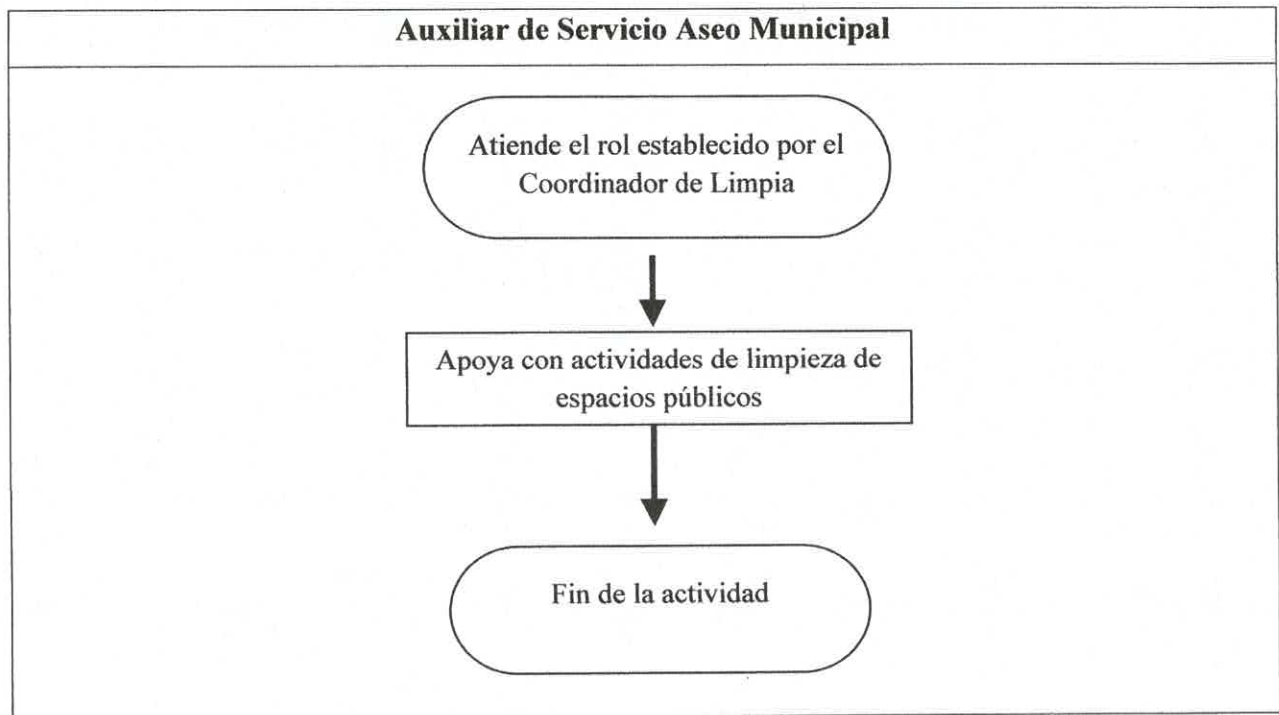 Auxiliar de Servicio Aseo Municipal
Atiende el rol establecido por el
Coordinador de Limpia
Apoya con actividades de limpieza de
espacios públicos
Fin de la actividad